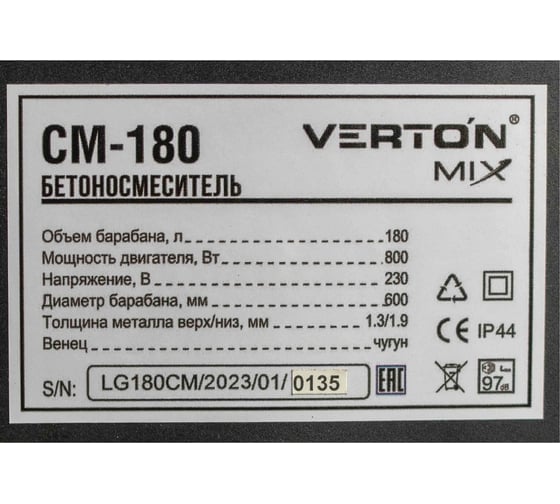 СМ-180
VERTON®
MIX
БЕТОНОСМЕСИТЕЛЬ
Объем барабана, л 180
Мощность двигателя, Вт 800
Напряжение, В 230
Диаметр барабана, мм 600
Толщина металла верх/низ, мм 1.3/1.9
Венец чугун
CE IP44
S/N: LG180CM/2023/01/0135
EAC
97dB